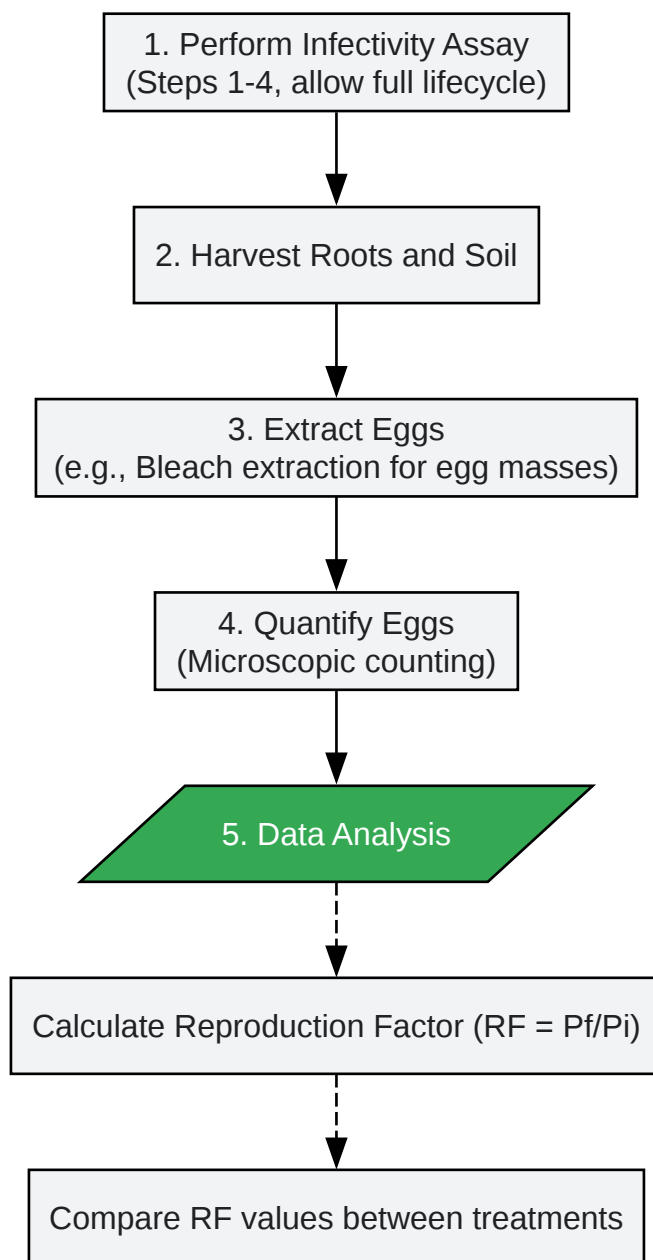 1. Perform Infectivity Assay
(Steps 1-4, allow full lifecycle)
2. Harvest Roots and Soil
3. Extract Eggs
(e.g., Bleach extraction for egg masses)
4. Quantify Eggs
(Microscopic counting)
5. Data Analysis
Calculate Reproduction Factor (RF = Pf/Pi)
Compare RF values between treatments